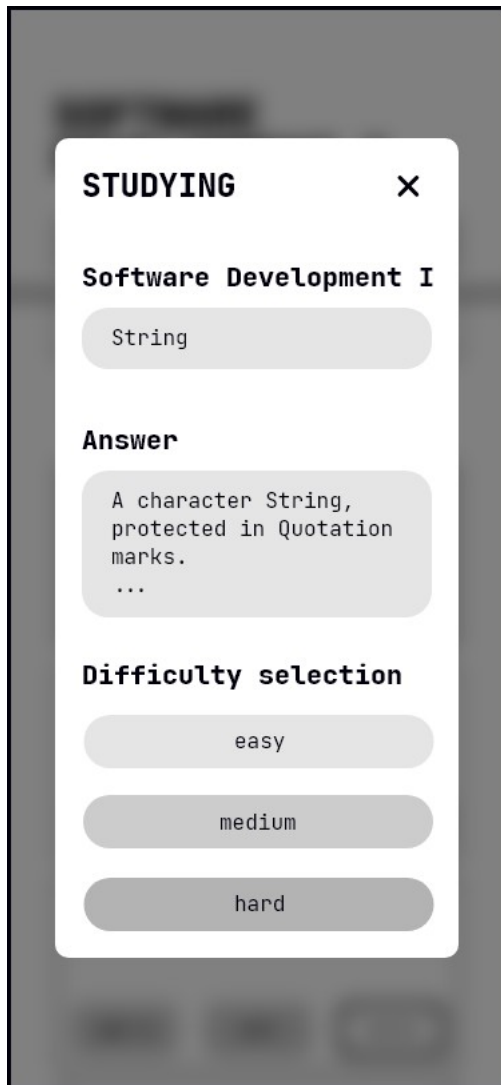 STUDYING
Software Development I
String
Answer
A character String,
protected in Quotation
marks.
...
Difficulty selection
easy
medium
hard